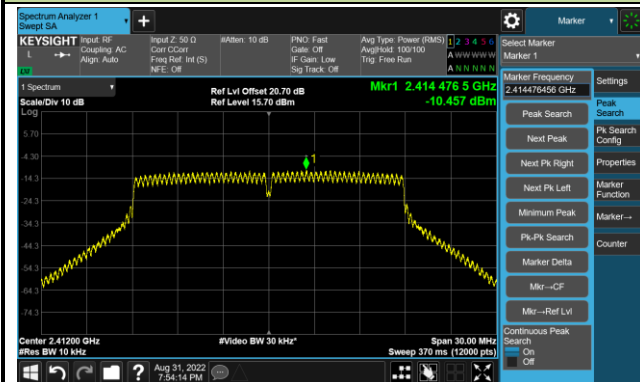 Spectrum Analyzer 1
Swept SA
Marker
KEYSIGHT
Input: RF
Coupling: AC
Align: Auto
Input Z: 50 Ω
Corr CCorr
Freq Ref: Int (S)
NFE: Off
#Atten: 10 dB
PNO: Fast
Gate: Off
IF Gain: Low
Sig Track: Off
Avg Type: Power (RMS)
Avg|Hold: 100/100
Trig: Free Run
1 2 3 4 5 6
A W W W W W
A N N N N N
L
Select Marker
Marker 1
1 Spectrum
Scale/Div 10 dB
Log
Ref Lvl Offset 20.70 dB
Ref Level 15.70 dBm
Mkr1 2.414 476 5 GHz
-10.457 dBm
Marker Frequency
2.414476456 GHz
Settings
Peak Search
Next Peak
Next Pk Right
Next Pk Left
Minimum Peak
Pk-Pk Search
Marker Delta
Mkr→CF
Mkr→Ref Lvl
Continuous Peak
Search
On
Off
Peak
Search
Pk Search
Config
Properties
Marker
Function
Marker→
Counter
5.70
-4.30
-14.3
-24.3
-34.3
-44.3
-54.3
-64.3
-74.3
1
Center 2.41200 GHz
#Res BW 10 kHz
#Video BW 30 kHz*
Span 30.00 MHz
Sweep 370 ms (12000 pts)
Aug 31, 2022
7:54:14 PM